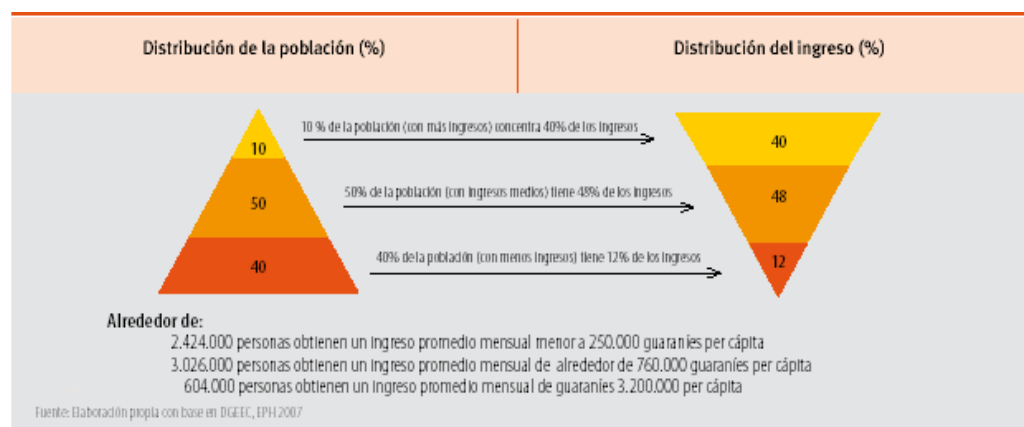 Distribución de la población (%)
Distribución del ingreso (%)
10 % de la población (con más ingresos) concentra 40% de los ingresos
10
40
50% de la población (con ingresos medios) tiene 48% de los ingresos
50
48
40% de la población (con menos ingresos) tiene 12% de los ingresos
40
12
Alrededor de:
2.424.000 personas obtienen un ingreso promedio mensual menor a 250.000 guaraníes per cápita
3.026.000 personas obtienen un ingreso promedio mensual de alrededor de 760.000 guaraníes per cápita
604.000 personas obtienen un ingreso promedio mensual de guaraníes 3.200.000 per cápita
Fuente: Elaboración propia con base en DGEEC, EPH 2007